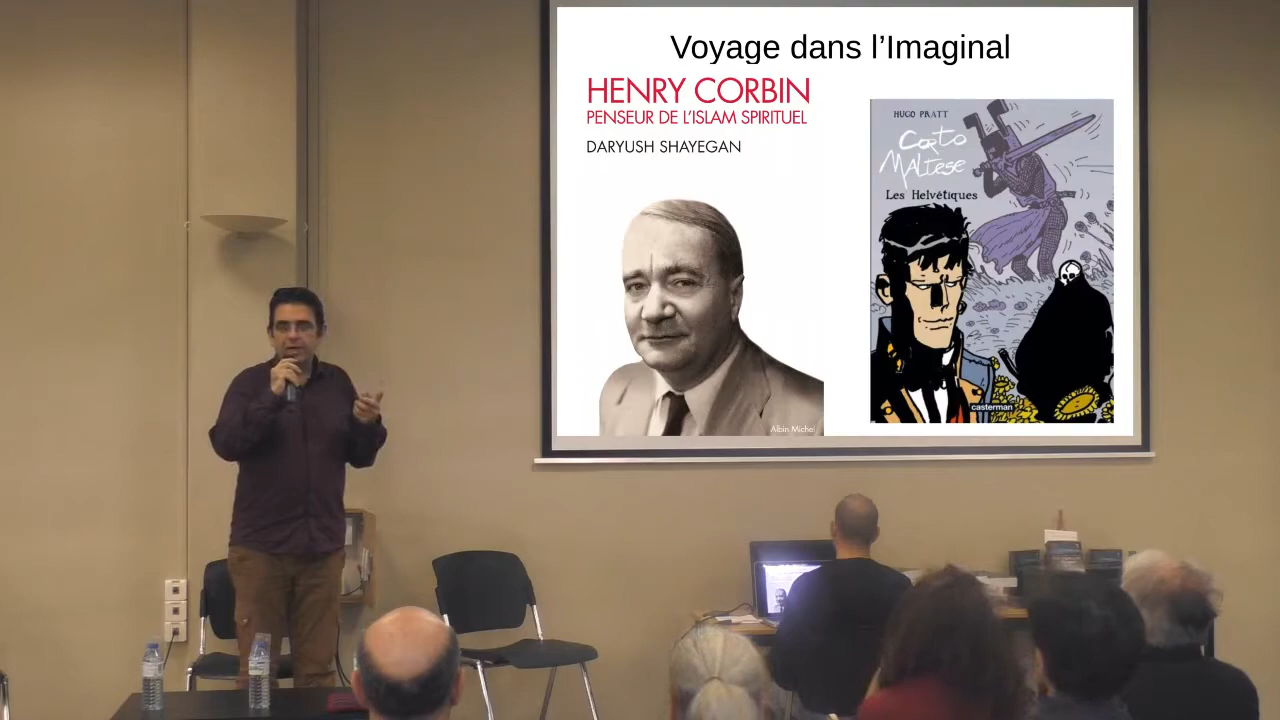 Voyage dans l’Imaginal
HENRY CORBIN
PENSEUR DE L’ISLAM SPIRITUEL
DARYUSH SHAYEGAN
Albin Michel
HUGO PRATT
Corto
MALTESE
Les Helvétiques
casterman